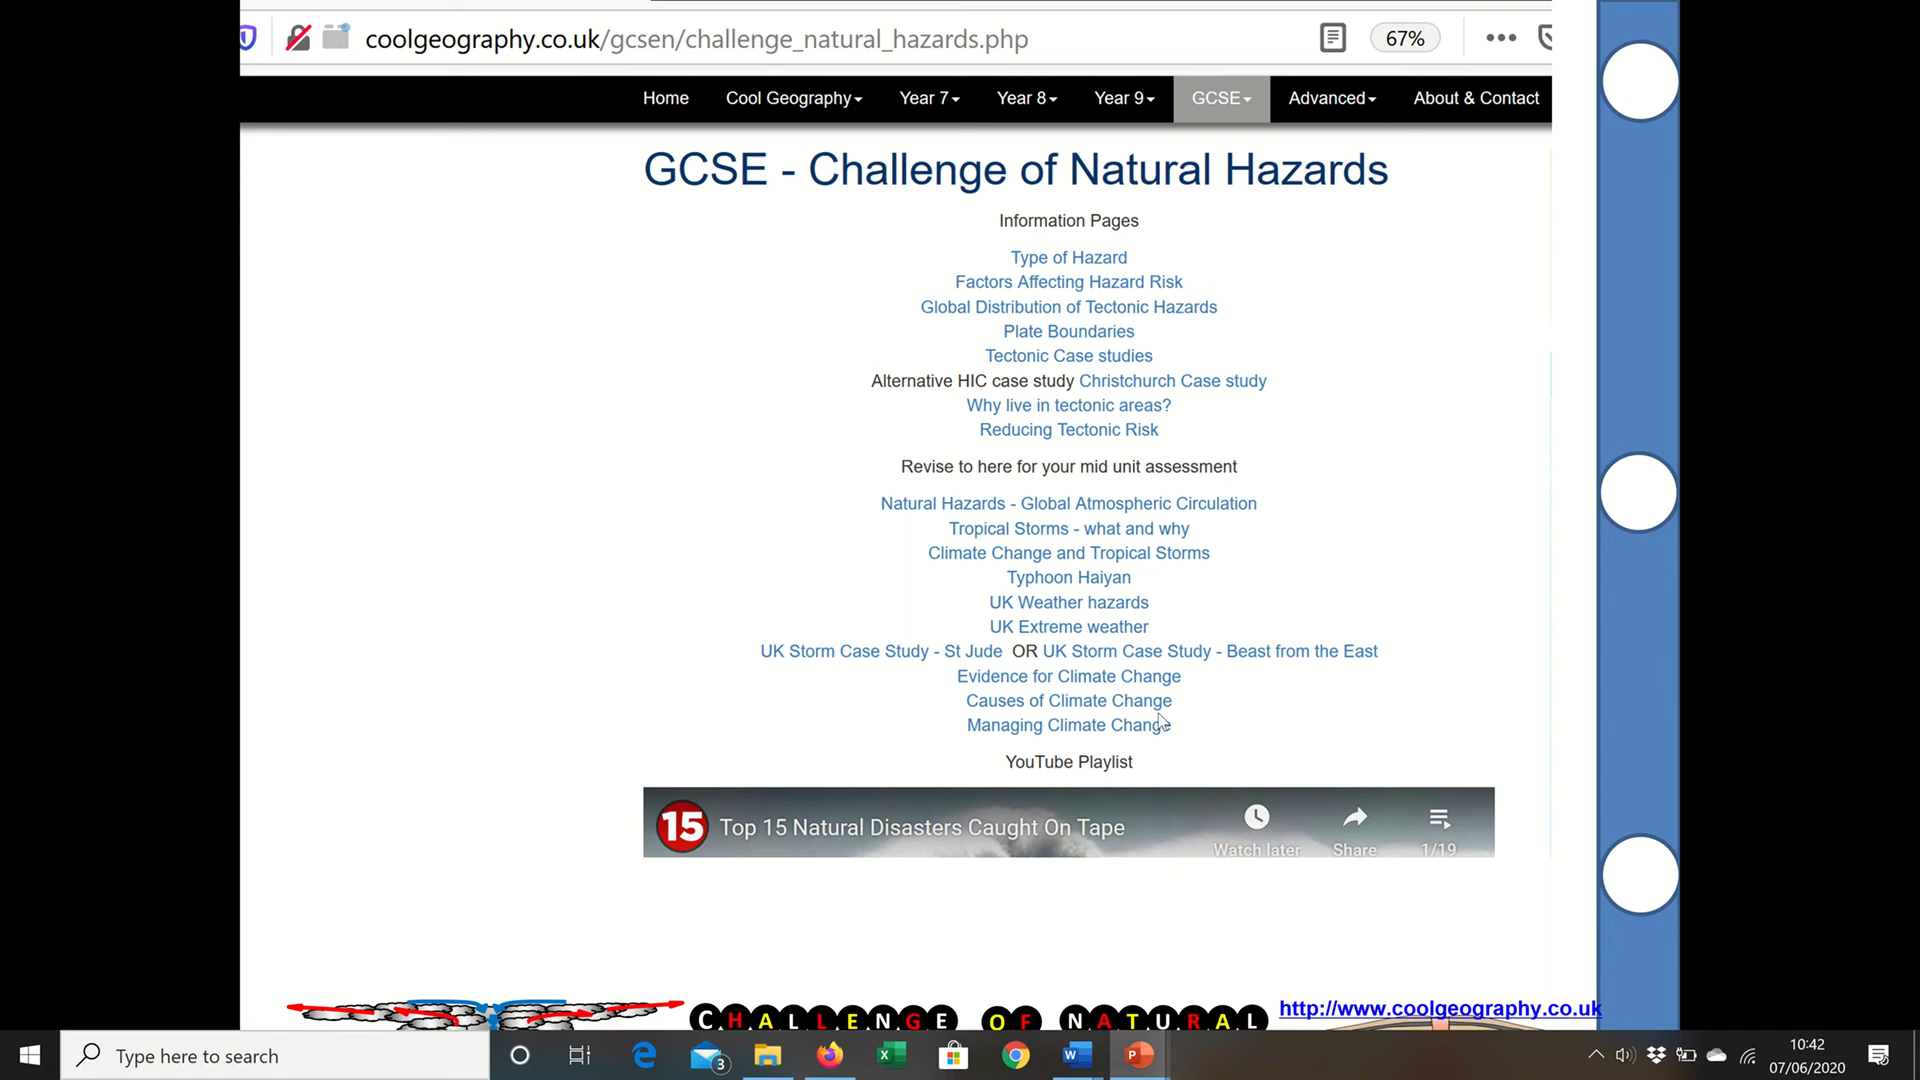 coolgeography.co.uk/gcsen/challenge_natural_hazards.php
67%
Home Cool Geography Year 7 Year 8 Year 9 GCSE Advanced About & Contact
GCSE - Challenge of Natural Hazards
Information Pages
Type of Hazard
Factors Affecting Hazard Risk
Global Distribution of Tectonic Hazards
Plate Boundaries
Tectonic Case studies
Alternative HIC case study Christchurch Case study
Why live in tectonic areas?
Reducing Tectonic Risk
Revise to here for your mid unit assessment
Natural Hazards - Global Atmospheric Circulation
Tropical Storms - what and why
Climate Change and Tropical Storms
Typhoon Haiyan
UK Weather hazards
UK Extreme weather
UK Storm Case Study - St Jude OR UK Storm Case Study - Beast from the East
Evidence for Climate Change
Causes of Climate Change
Managing Climate Change
YouTube Playlist
15 Top 15 Natural Disasters Caught On Tape
Watch later Share 1/19
CHALLENGE OF NATURAL
http://www.coolgeography.co.uk
Type here to search
3
10:42
07/06/2020